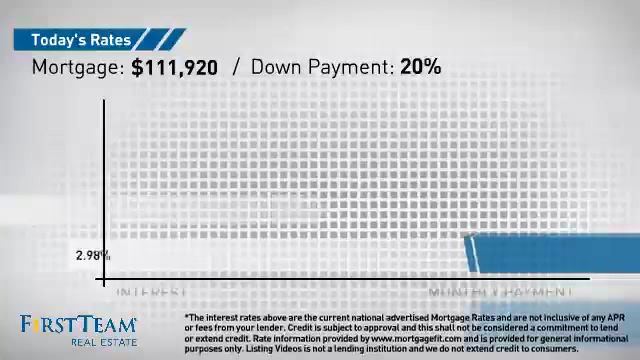 Today's Rates
Mortgage: $111,920 / Down Payment: 20%
2.98%
INTEREST MONTHLY PAYMENT
FIRSTTEAM®
REAL ESTATE
*The interest rates above are the current national advertised Mortgage Rates and are not inclusive of any APR
or fees from your lender. Credit is subject to approval and this shall not be considered a commitment to lend
or extend credit. Rate information provided by www.mortgagefit.com and is provided for general informational
purposes only. Listing Videos is not a lending institution and we do not extend credit to consumers.